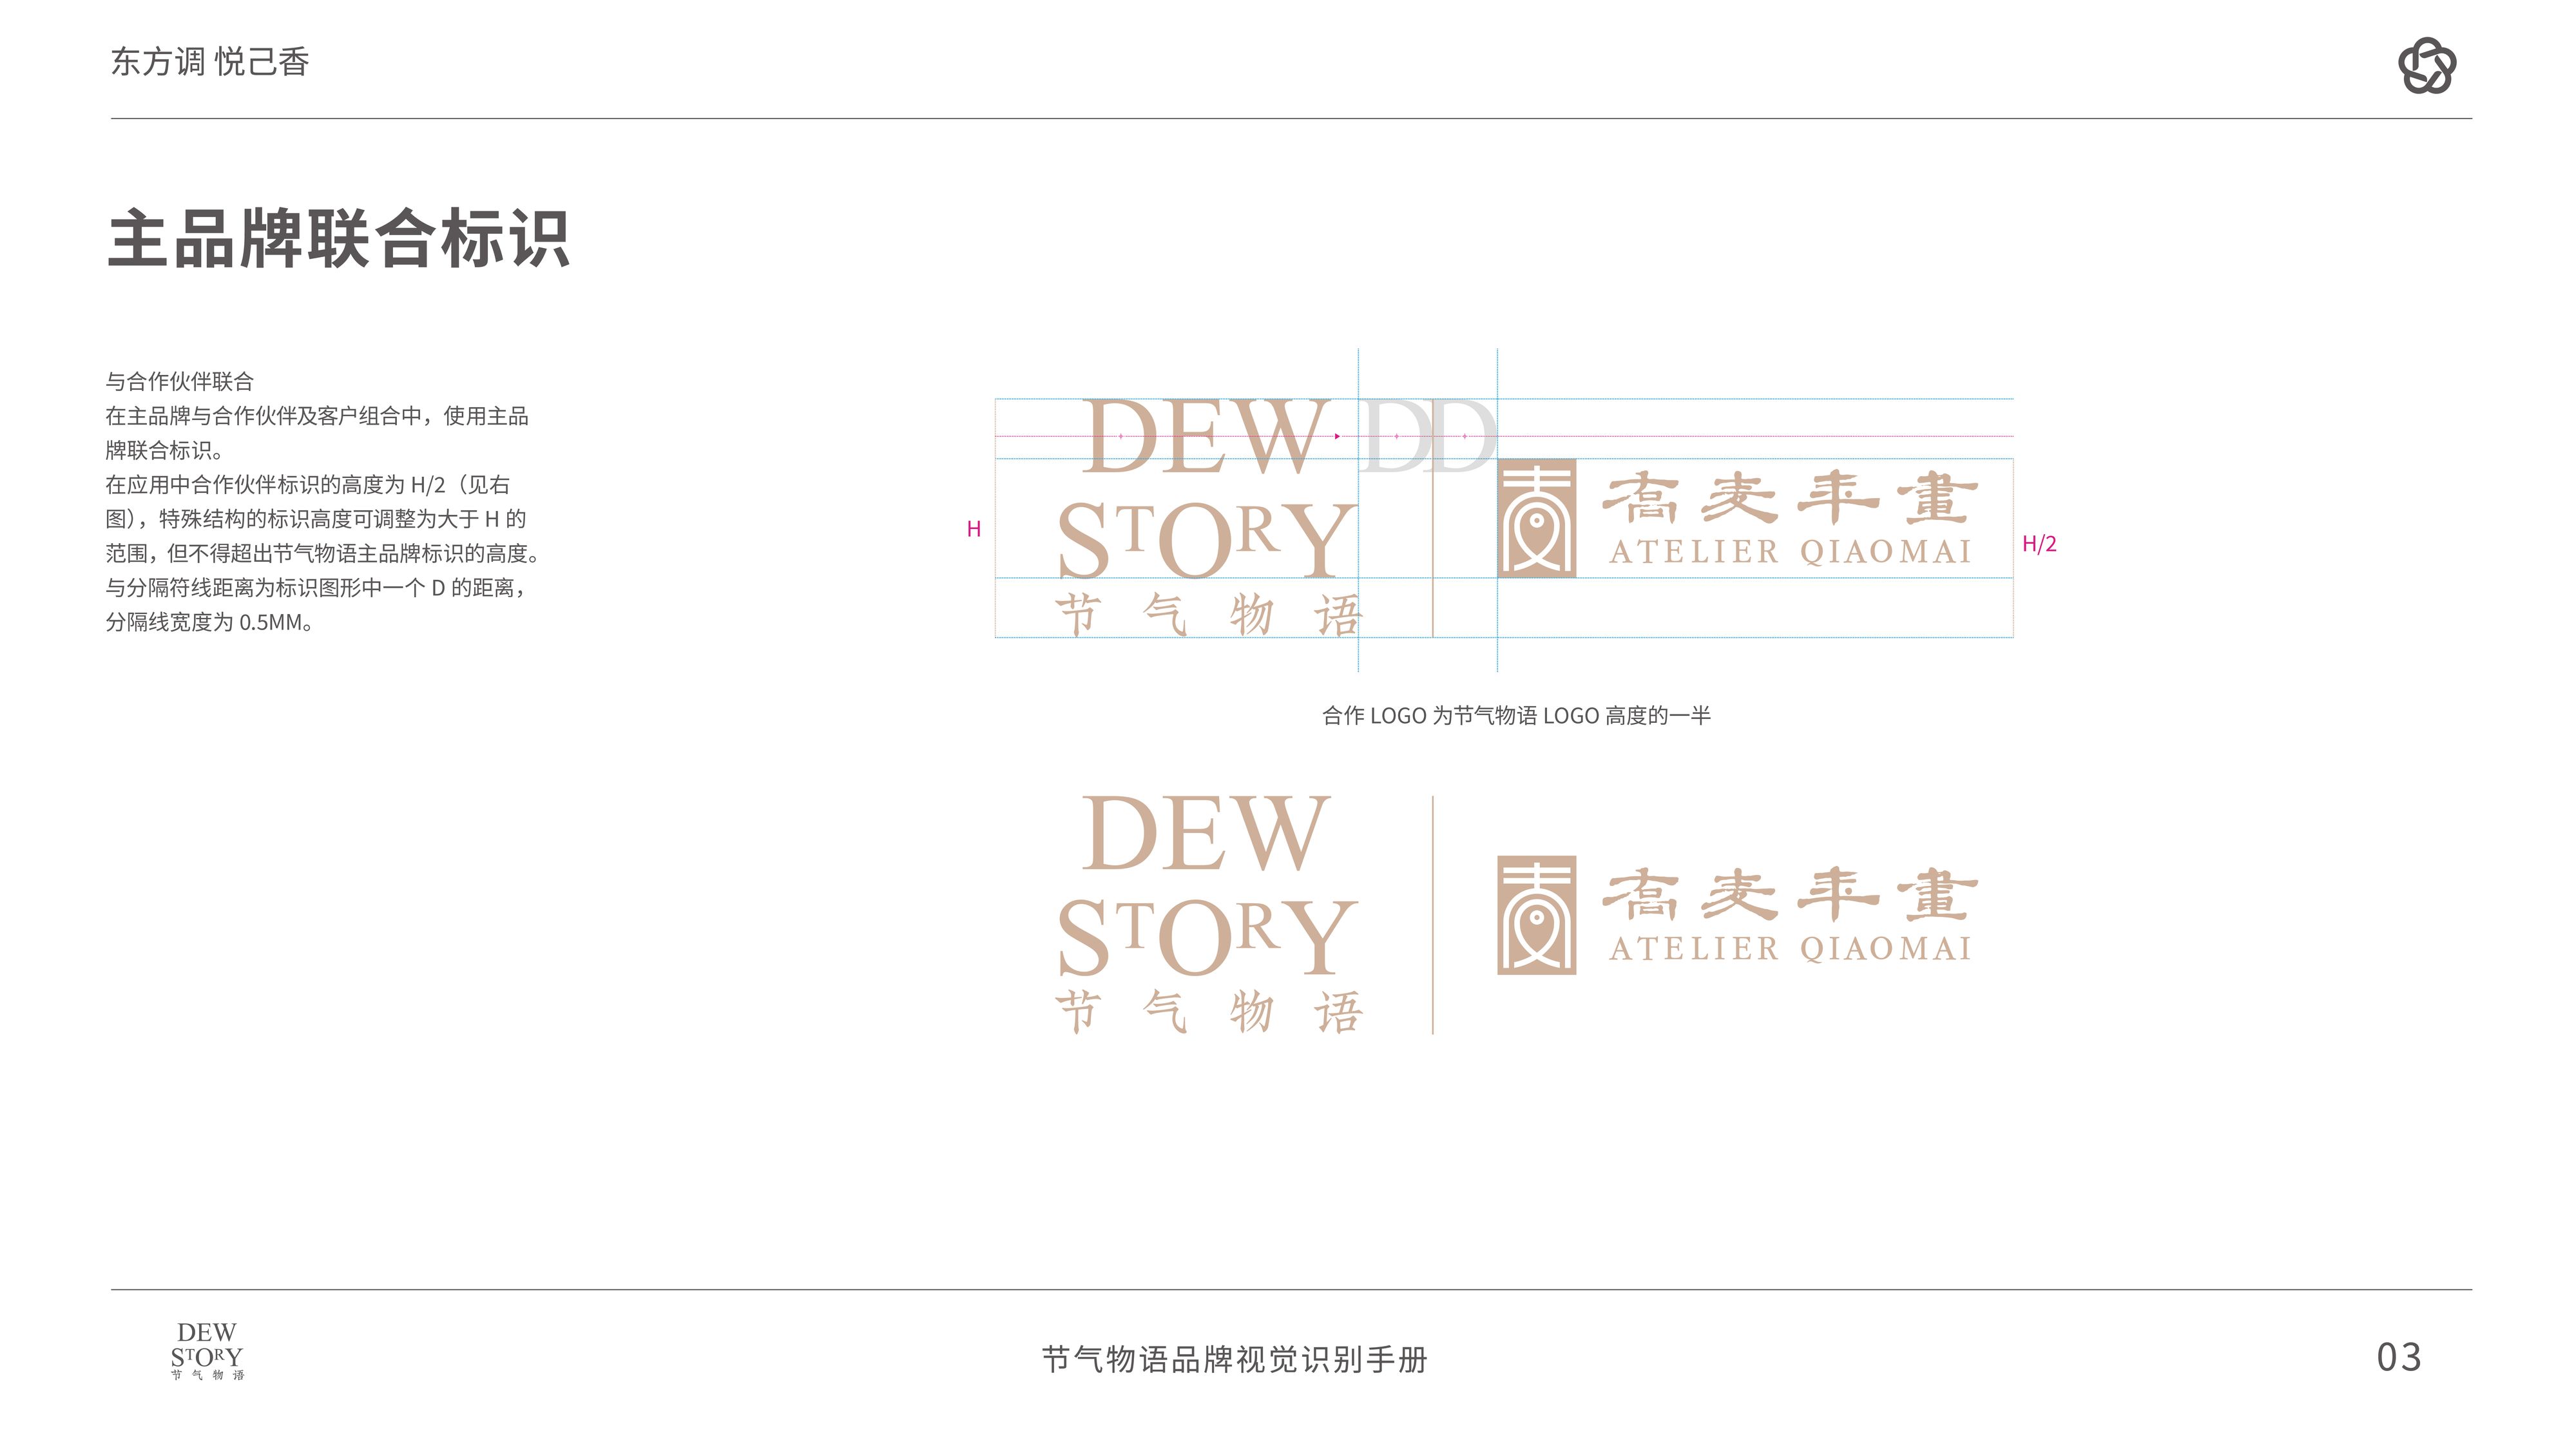 东方调 悦己香
主品牌联合标识
与合作伙伴联合
在主品牌与合作伙伴及客户组合中，使用主品
牌联合标识。
在应用中合作伙伴标识的高度为 H/2（见右
图），特殊结构的标识高度可调整为大于 H 的
范围，但不得超出节气物语主品牌标识的高度。
与分隔符线距离为标识图形中一个 D 的距离，
分隔线宽度为 0.5MM。
DEW DD
STORY
节气物语
H
荞麦年畫
ATELIER QIAOMAI
H/2
合作 LOGO 为节气物语 LOGO 高度的一半
DEW
STORY
节气物语
荞麦年畫
ATELIER QIAOMAI
DEW
STORY
节气物语
节气物语品牌视觉识别手册
03